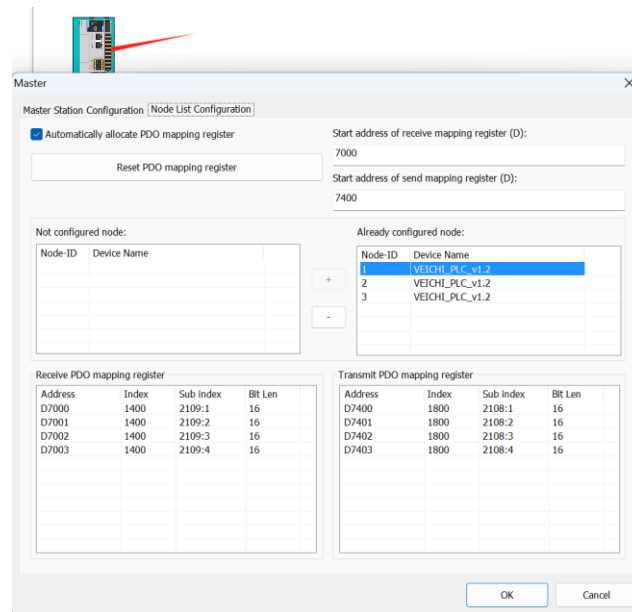 Master
Master Station Configuration Node List Configuration
Automatically allocate PDO mapping register
Reset PDO mapping register
Start address of receive mapping register (D):
7000
Start address of send mapping register (D):
7400
Not configured node:
Node-ID Device Name
+
-
Already configured node:
Node-ID Device Name
1 VEICHI_PLC_v1.2
2 VEICHI_PLC_v1.2
3 VEICHI_PLC_v1.2
Receive PDO mapping register
Address Index Sub index Bit Len
D7000 1400 2109:1 16
D7001 1400 2109:2 16
D7002 1400 2109:3 16
D7003 1400 2109:4 16
Transmit PDO mapping register
Address Index Sub index Bit Len
D7400 1800 2108:1 16
D7401 1800 2108:2 16
D7402 1800 2108:3 16
D7403 1800 2108:4 16
OK Cancel